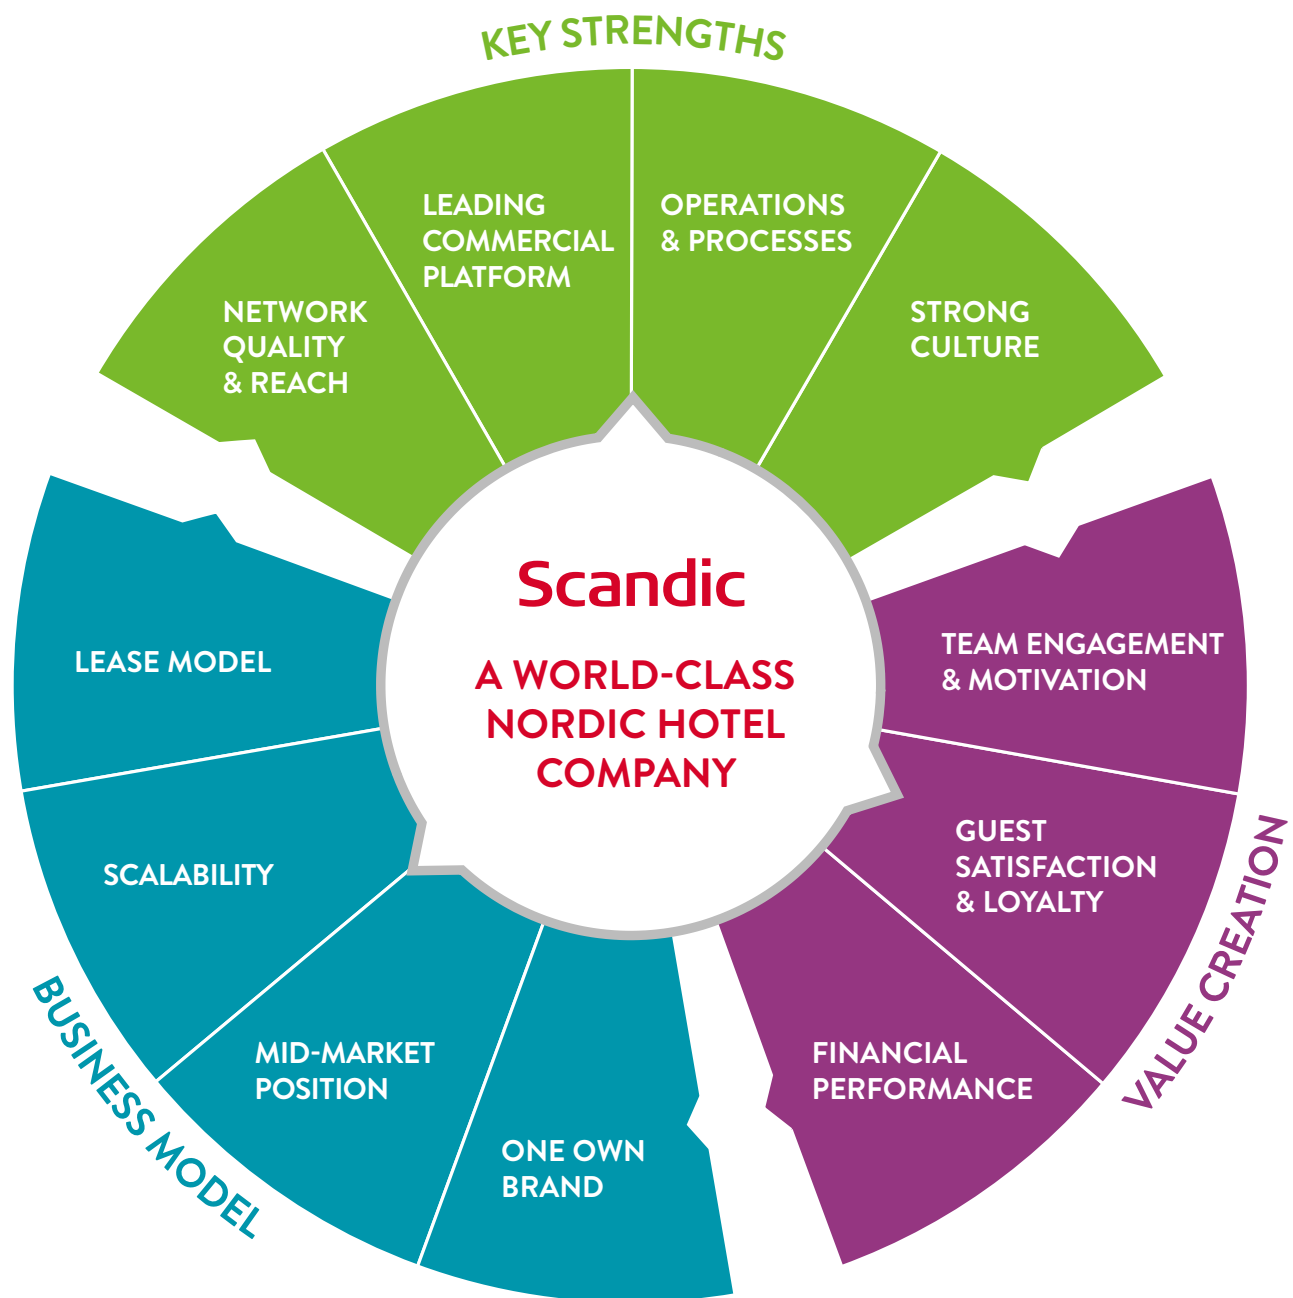 KEY STRENGTHS
NETWORK
QUALITY
& REACH
LEADING
COMMERCIAL
PLATFORM
OPERATIONS
& PROCESSES
STRONG
CULTURE
Scandic
A WORLD-CLASS
NORDIC HOTEL
COMPANY
TEAM ENGAGEMENT
& MOTIVATION
GUEST
SATISFACTION
& LOYALTY
FINANCIAL
PERFORMANCE
VALUE CREATION
LEASE MODEL
SCALABILITY
MID-MARKET
POSITION
ONE OWN
BRAND
BUSINESS MODEL